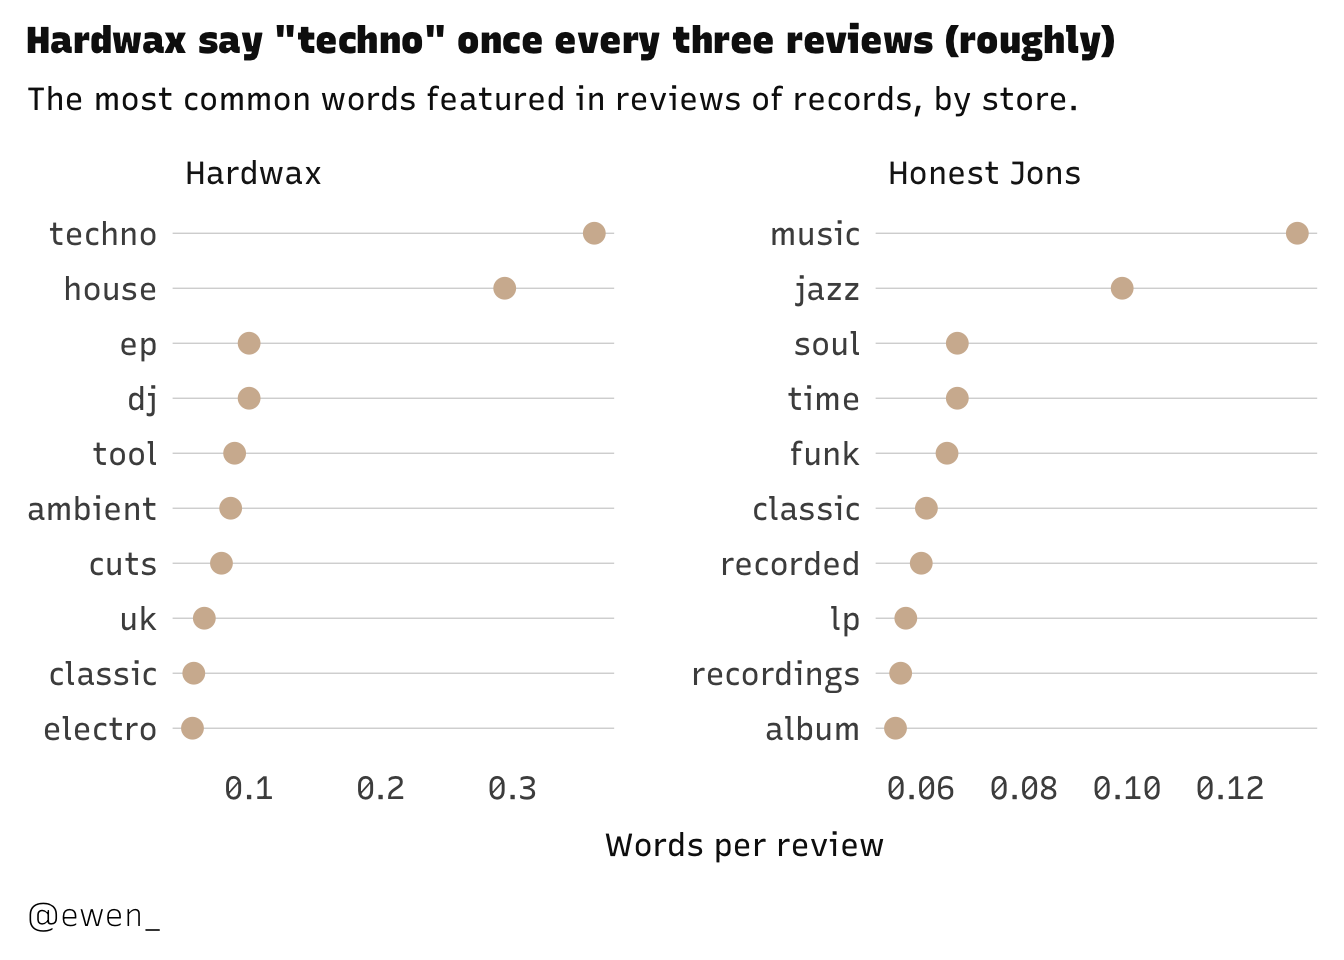 Hardwax say "techno" once every three reviews (roughly)
The most common words featured in reviews of records, by store.
Hardwax
techno
house
ep
dj
tool
ambient
cuts
uk
classic
electro
0.1 0.2 0.3
Honest Jons
music
jazz
soul
time
funk
classic
recorded
lp
recordings
album
0.06 0.08 0.10 0.12
Words per review
@ewen_